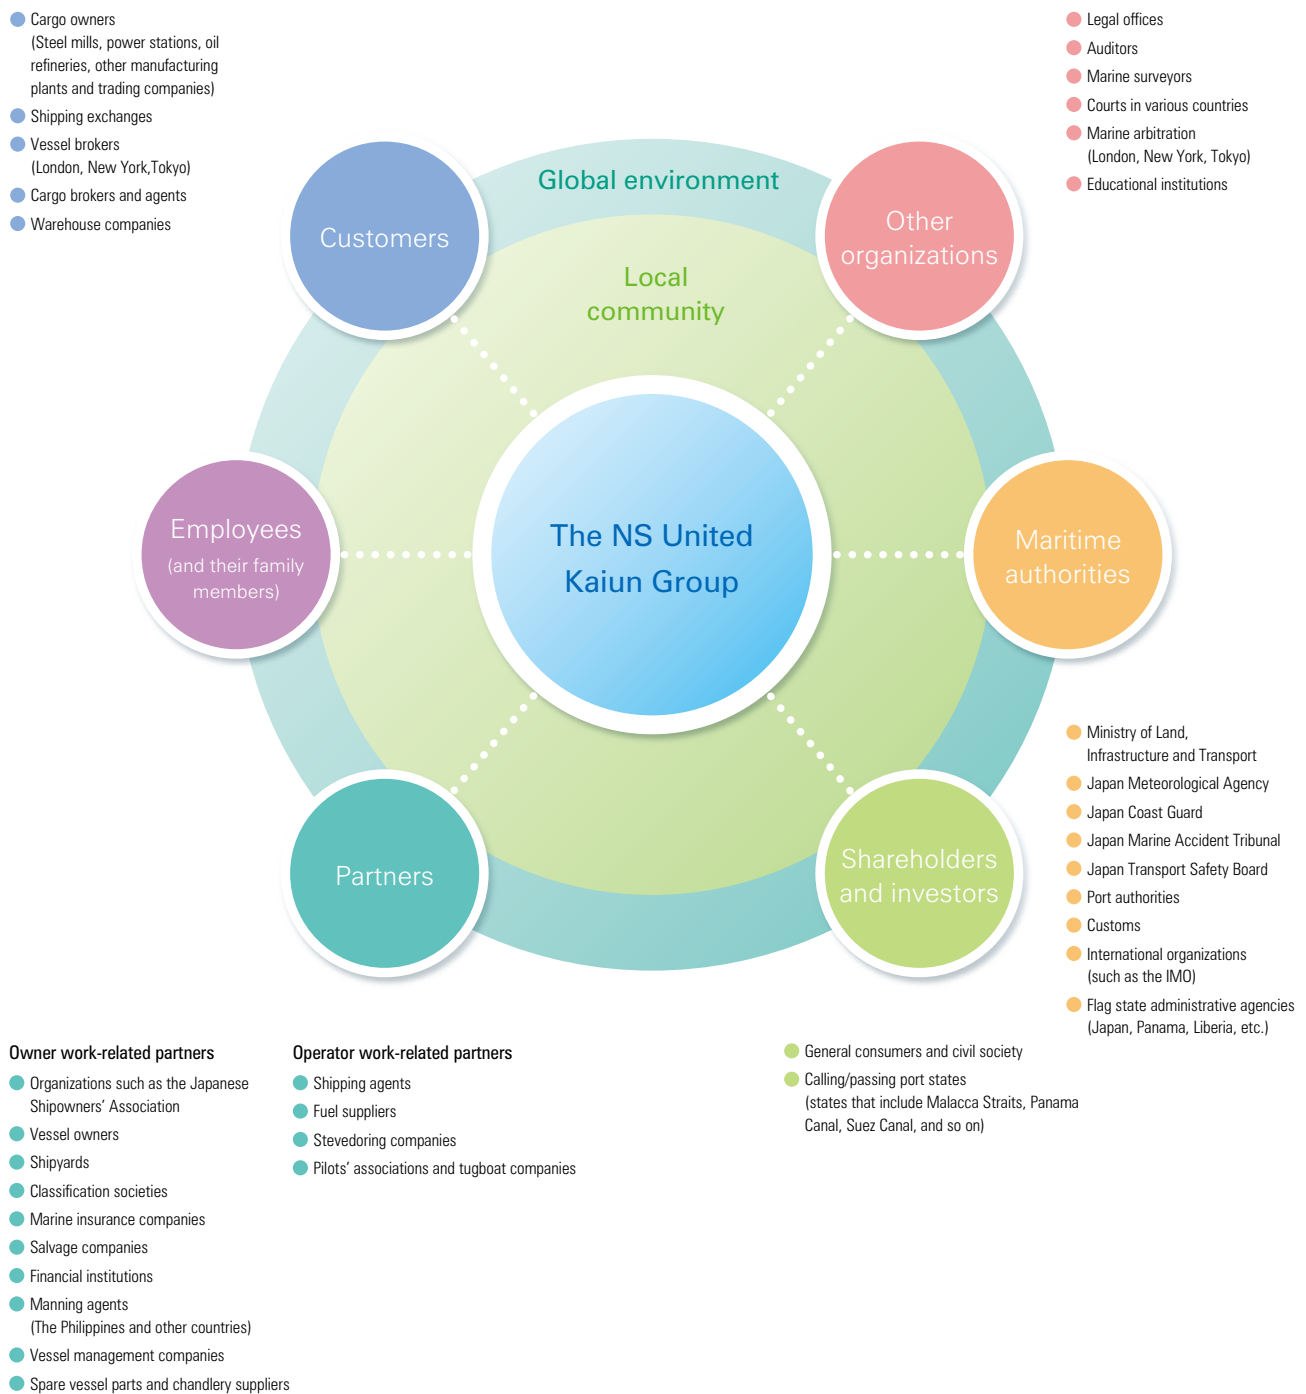 Cargo owners
(Steel mills, power stations, oil
refineries, other manufacturing
plants and trading companies)
Shipping exchanges
Vessel brokers
(London, New York,Tokyo)
Cargo brokers and agents
Warehouse companies
Legal offices
Auditors
Marine surveyors
Courts in various countries
Marine arbitration
(London, New York, Tokyo)
Educational institutions
Global environment
Customers
Other
organizations
Local
community
Employees
(and their family
members)
The NS United
Kaiun Group
Maritime
authorities
Partners
Shareholders
and investors
Ministry of Land,
Infrastructure and Transport
Japan Meteorological Agency
Japan Coast Guard
Japan Marine Accident Tribunal
Japan Transport Safety Board
Port authorities
Customs
International organizations
(such as the IMO)
Flag state administrative agencies
(Japan, Panama, Liberia, etc.)
Owner work-related partners
Organizations such as the Japanese
Shipowners' Association
Vessel owners
Shipyards
Classification societies
Marine insurance companies
Salvage companies
Financial institutions
Manning agents
(The Philippines and other countries)
Vessel management companies
Spare vessel parts and chandlery suppliers
Operator work-related partners
Shipping agents
Fuel suppliers
Stevedoring companies
Pilots' associations and tugboat companies
General consumers and civil society
Calling/passing port states
(states that include Malacca Straits, Panama
Canal, Suez Canal, and so on)